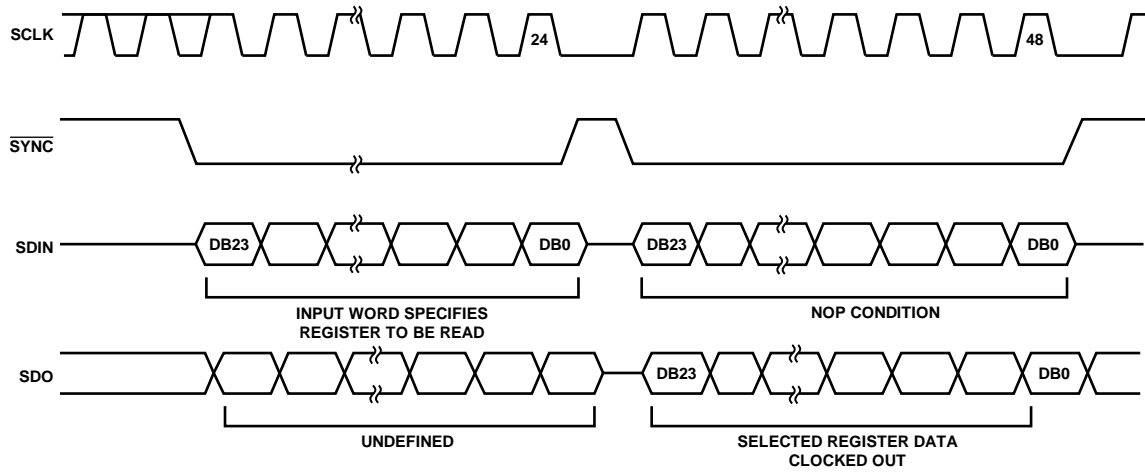 SCLK
24
48
SYNC
SDIN
DB23
DB0
DB23
DB0
INPUT WORD SPECIFIES
REGISTER TO BE READ
NOP CONDITION
SDO
DB23
DB0
UNDEFINED
SELECTED REGISTER DATA
CLOCKED OUT